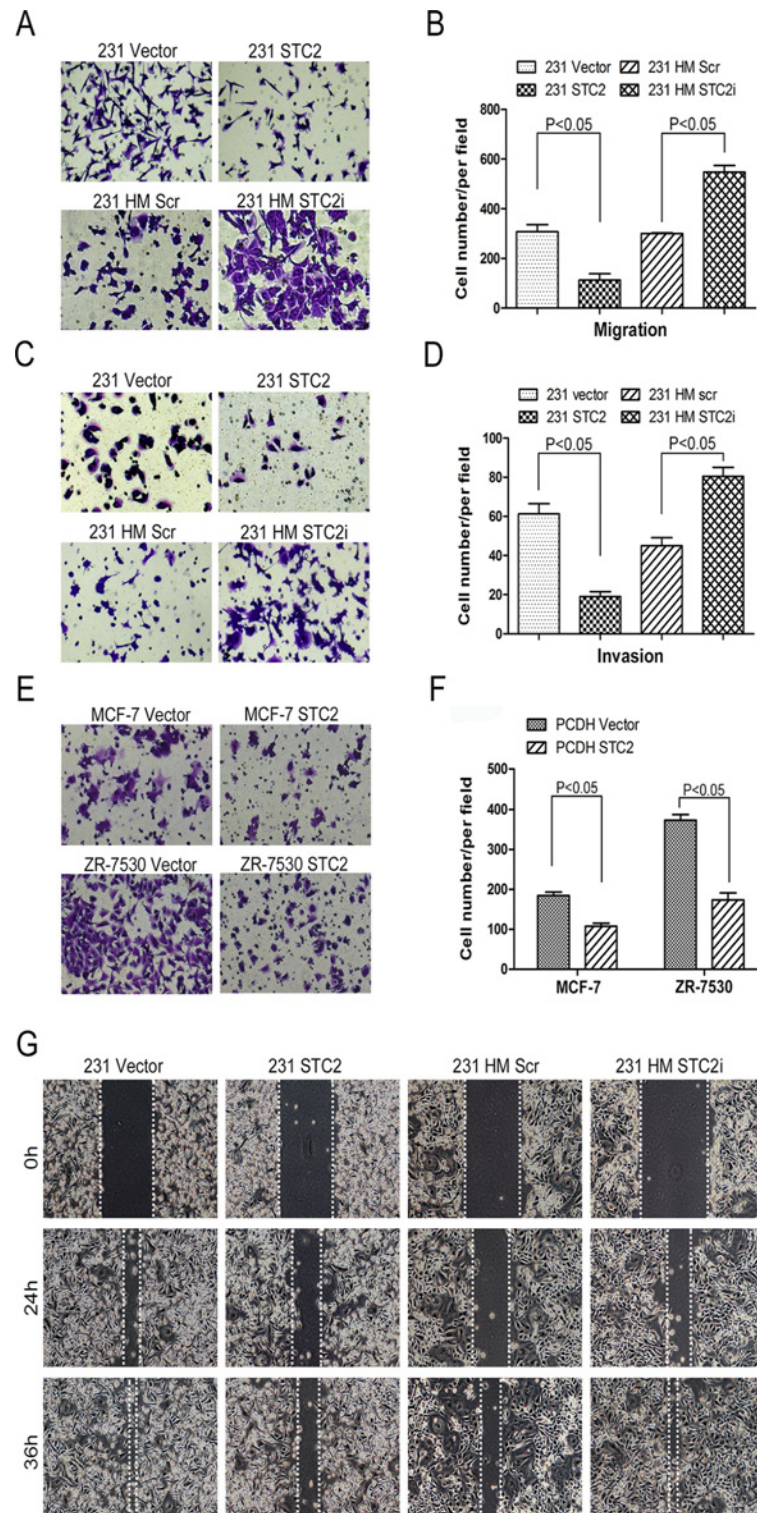 A
231 Vector 231 STC2
231 HM Scr 231 HM STC2i
B
231 Vector 231 HM Scr
231 STC2 231 HM STC2i
800
600
400
200
0
P<0.05 P<0.05
Cell number/per field
Migration
C
231 Vector 231 STC2
231 HM Scr 231 HM STC2i
D
231 vector 231 HM scr
231 STC2 231 HM STC2i
100
80
60
40
20
0
P<0.05 P<0.05
Cell number/per field
Invasion
E
MCF-7 Vector MCF-7 STC2
ZR-7530 Vector ZR-7530 STC2
F
PCDH Vector
PCDH STC2
500
400
300
200
100
0
P<0.05 P<0.05
Cell number/per field
MCF-7 ZR-7530
G
231 Vector 231 STC2 231 HM Scr 231 HM STC2i
0h
24h
36h